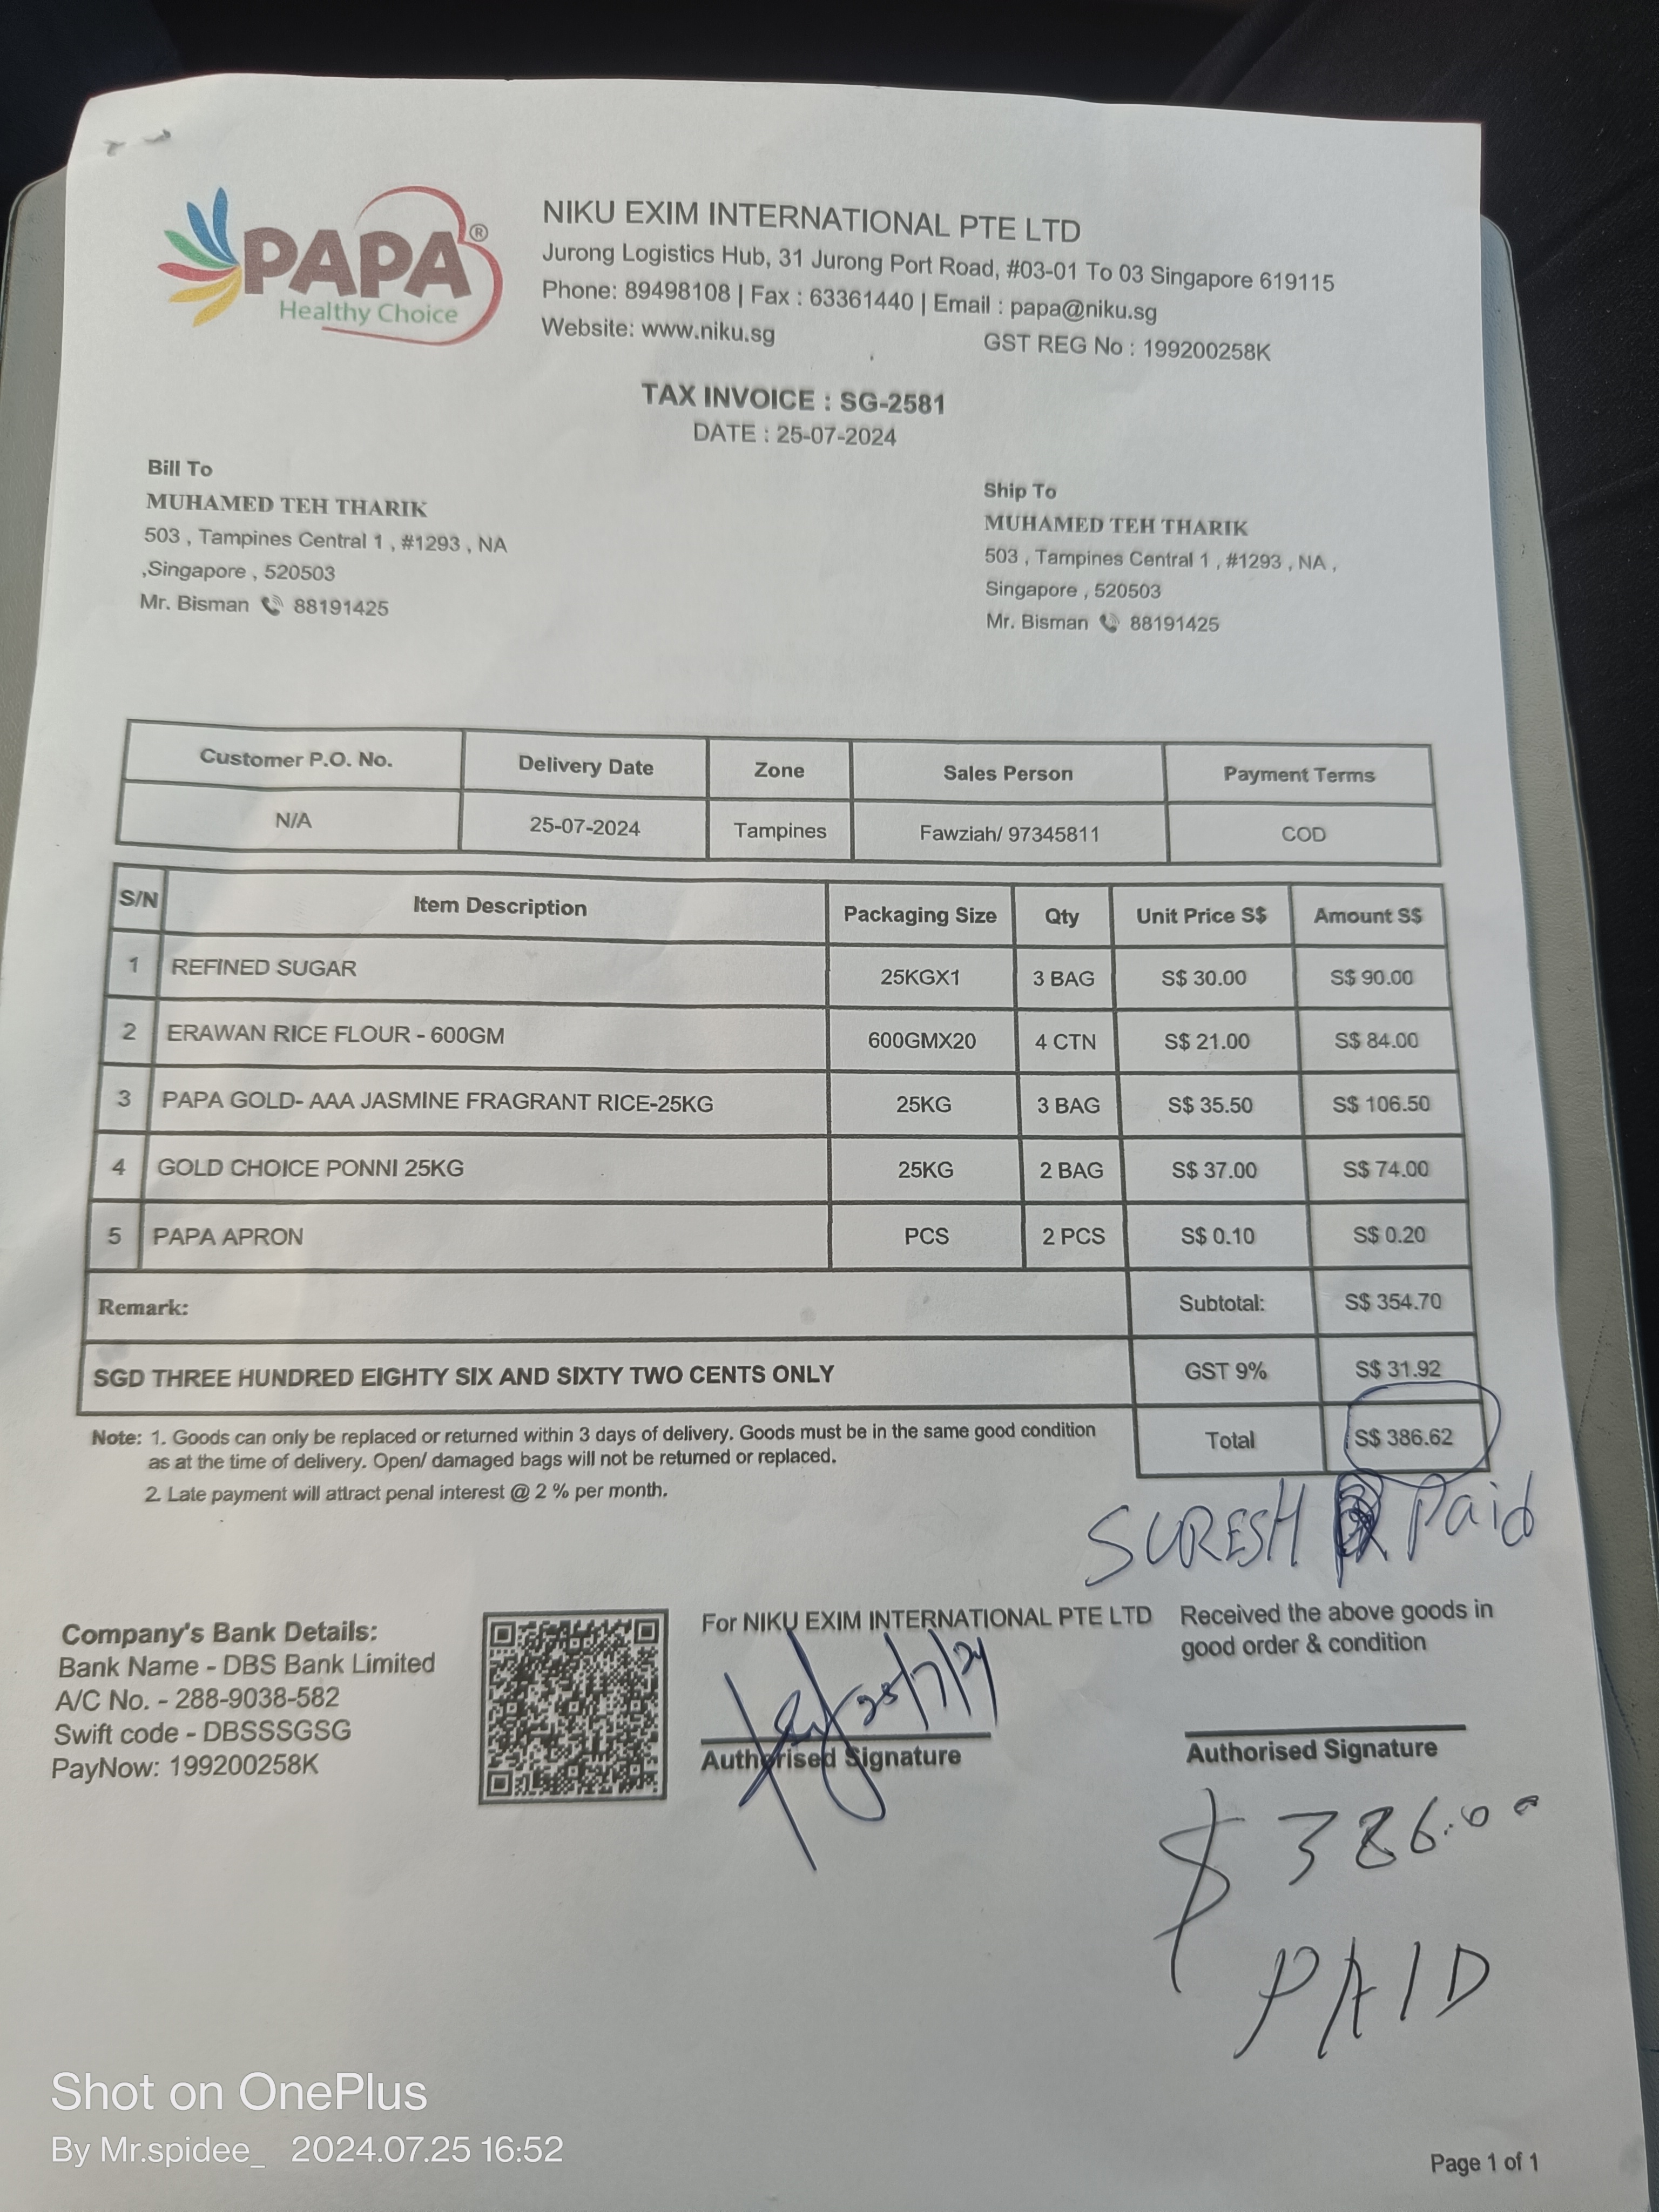 PAPA®
Healthy Choice
NIKU EXIM INTERNATIONAL PTE LTD
Jurong Logistics Hub, 31 Jurong Port Road, #03-01 To 03 Singapore 619115
Phone: 89498108 | Fax : 63361440 | Email : papa@niku.sg
Website: www.niku.sg GST REG No : 199200258K
TAX INVOICE : SG-2581
DATE : 25-07-2024
Bill To
MUHAMED TEH THARIK
503 , Tampines Central 1 , #1293 , NA
,Singapore , 520503
Mr. Bisman 88191425
Ship To
MUHAMED TEH THARIK
503 , Tampines Central 1 , #1293 , NA ,
Singapore , 520503
Mr. Bisman 88191425
Customer P.O. No. Delivery Date Zone Sales Person Payment Terms
N/A 25-07-2024 Tampines Fawziah/ 97345811 COD
S/N Item Description Packaging Size Qty Unit Price S$ Amount S$
1 REFINED SUGAR 25KGX1 3 BAG S$ 30.00 S$ 90.00
2 ERAWAN RICE FLOUR - 600GM 600GMX20 4 CTN S$ 21.00 S$ 84.00
3 PAPA GOLD- AAA JASMINE FRAGRANT RICE-25KG 25KG 3 BAG S$ 35.50 S$ 106.50
4 GOLD CHOICE PONNI 25KG 25KG 2 BAG S$ 37.00 S$ 74.00
5 PAPA APRON PCS 2 PCS S$ 0.10 S$ 0.20
Remark: Subtotal: S$ 354.70
SGD THREE HUNDRED EIGHTY SIX AND SIXTY TWO CENTS ONLY GST 9% S$ 31.92
Total S$ 386.62
Note: 1. Goods can only be replaced or returned within 3 days of delivery. Goods must be in the same good condition
as at the time of delivery. Open/ damaged bags will not be returned or replaced.
2. Late payment will attract penal interest @ 2 % per month.
SURESH Paid
Company's Bank Details:
Bank Name - DBS Bank Limited
A/C No. - 288-9038-582
Swift code - DBSSSGSG
PayNow: 199200258K
For NIKU EXIM INTERNATIONAL PTE LTD
25/7/24
Authorised Signature
Received the above goods in
good order & condition
Authorised Signature
$ 386.00
PAID
Shot on OnePlus
By Mr.spidee_ 2024.07.25 16:52
Page 1 of 1